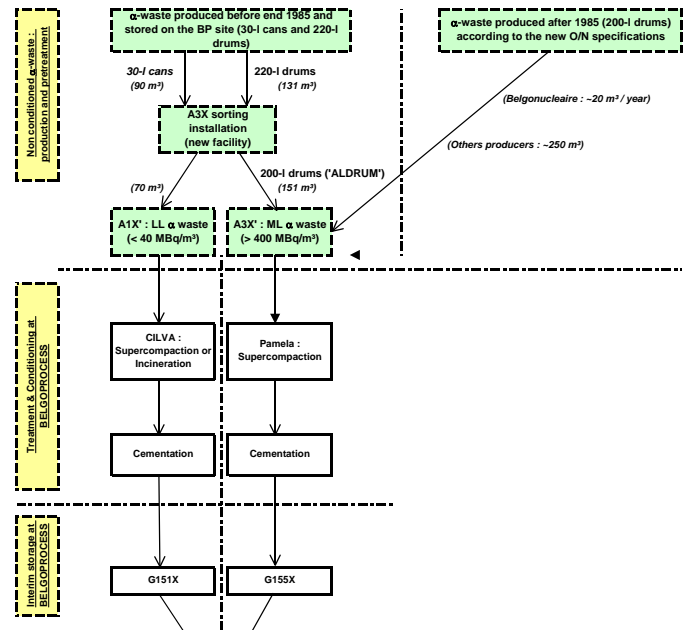 Non conditioned α-waste :
production and pretreatment
α-waste produced before end 1985 and
stored on the BP site (30-l cans and 220-l
drums)
α-waste produced after 1985 (200-l drums)
according to the new O/N specifications
30-l cans
(90 m³)
220-l drums
(131 m³)
(Belgonucleaire : ~20 m³ / year)
(Others producers : ~250 m³)
A3X sorting
installation
(new facility)
(70 m³)
200-l drums ('ALDRUM')
(151 m³)
A1X' : LL α waste
(< 40 MBq/m³)
A3X' : ML α waste
(> 400 MBq/m³)
Treatment & Conditioning at
BELGOPROCESS
CILVA :
Supercompaction or
Incineration
Pamela :
Supercompaction
Cementation
Cementation
Interim storage at
BELGOPROCESS
G151X
G155X